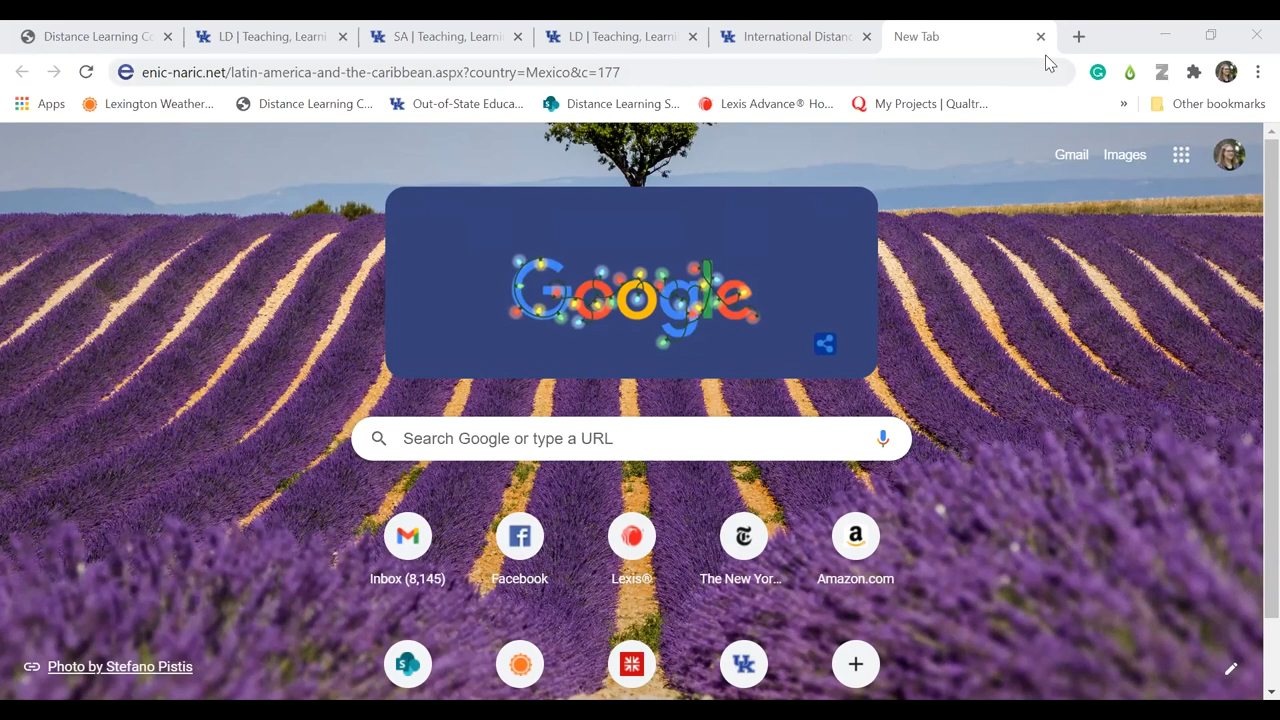 Distance Learning Co
LD | Teaching, Learni
SA | Teaching, Learnin
LD | Teaching, Learnin
International Distanc
New Tab
enic-naric.net/latin-america-and-the-caribbean.aspx?country=Mexico&c=177
Apps
Lexington Weather...
Distance Learning C...
Out-of-State Educa...
Distance Learning S...
Lexis Advance® Ho...
My Projects | Qualtr...
»
Other bookmarks
Gmail
Images
Google
Search Google or type a URL
Inbox (8,145)
Facebook
Lexis®
The New Yor...
Amazon.com
Photo by Stefano Pistis